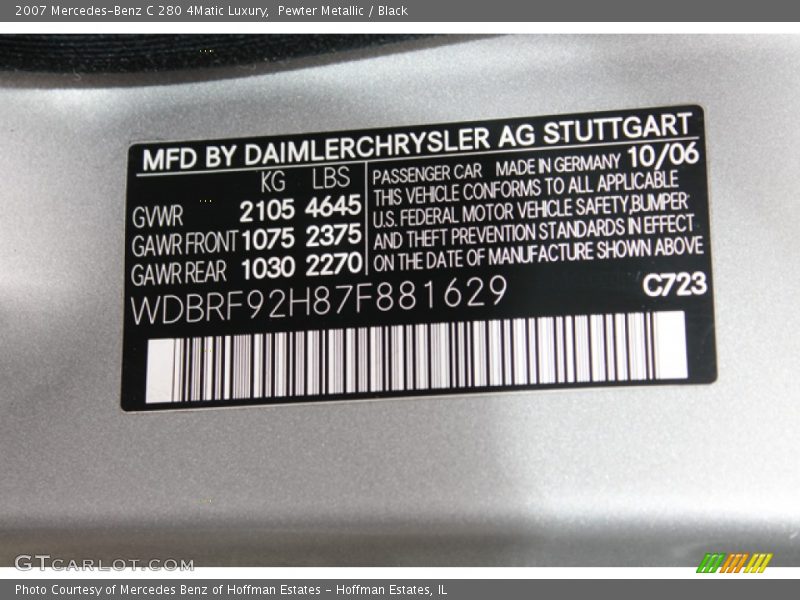 2007 Mercedes-Benz C 280 4Matic Luxury, Pewter Metallic / Black
MFD BY DAIMLERCHRYSLER AG STUTTGART
KG LBS
GVWR 2105 4645
GAWR FRONT 1075 2375
GAWR REAR 1030 2270
PASSENGER CAR MADE IN GERMANY 10/06
THIS VEHICLE CONFORMS TO ALL APPLICABLE
U.S. FEDERAL MOTOR VEHICLE SAFETY,BUMPER
AND THEFT PREVENTION STANDARDS IN EFFECT
ON THE DATE OF MANUFACTURE SHOWN ABOVE
WDBRF92H87F881629
C723
GTCARLOT.COM
Photo Courtesy of Mercedes Benz of Hoffman Estates - Hoffman Estates, IL